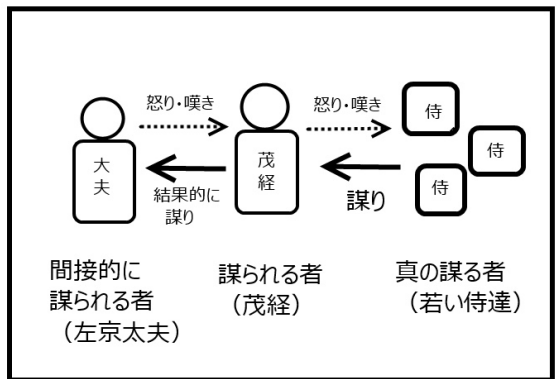 怒り・嘆き
怒り・嘆き
大夫
茂経
侍
侍
侍
結果的に
謀り
謀り
間接的に
謀られる者
（左京太夫）
謀られる者
（茂経）
真の謀る者
（若い侍達）